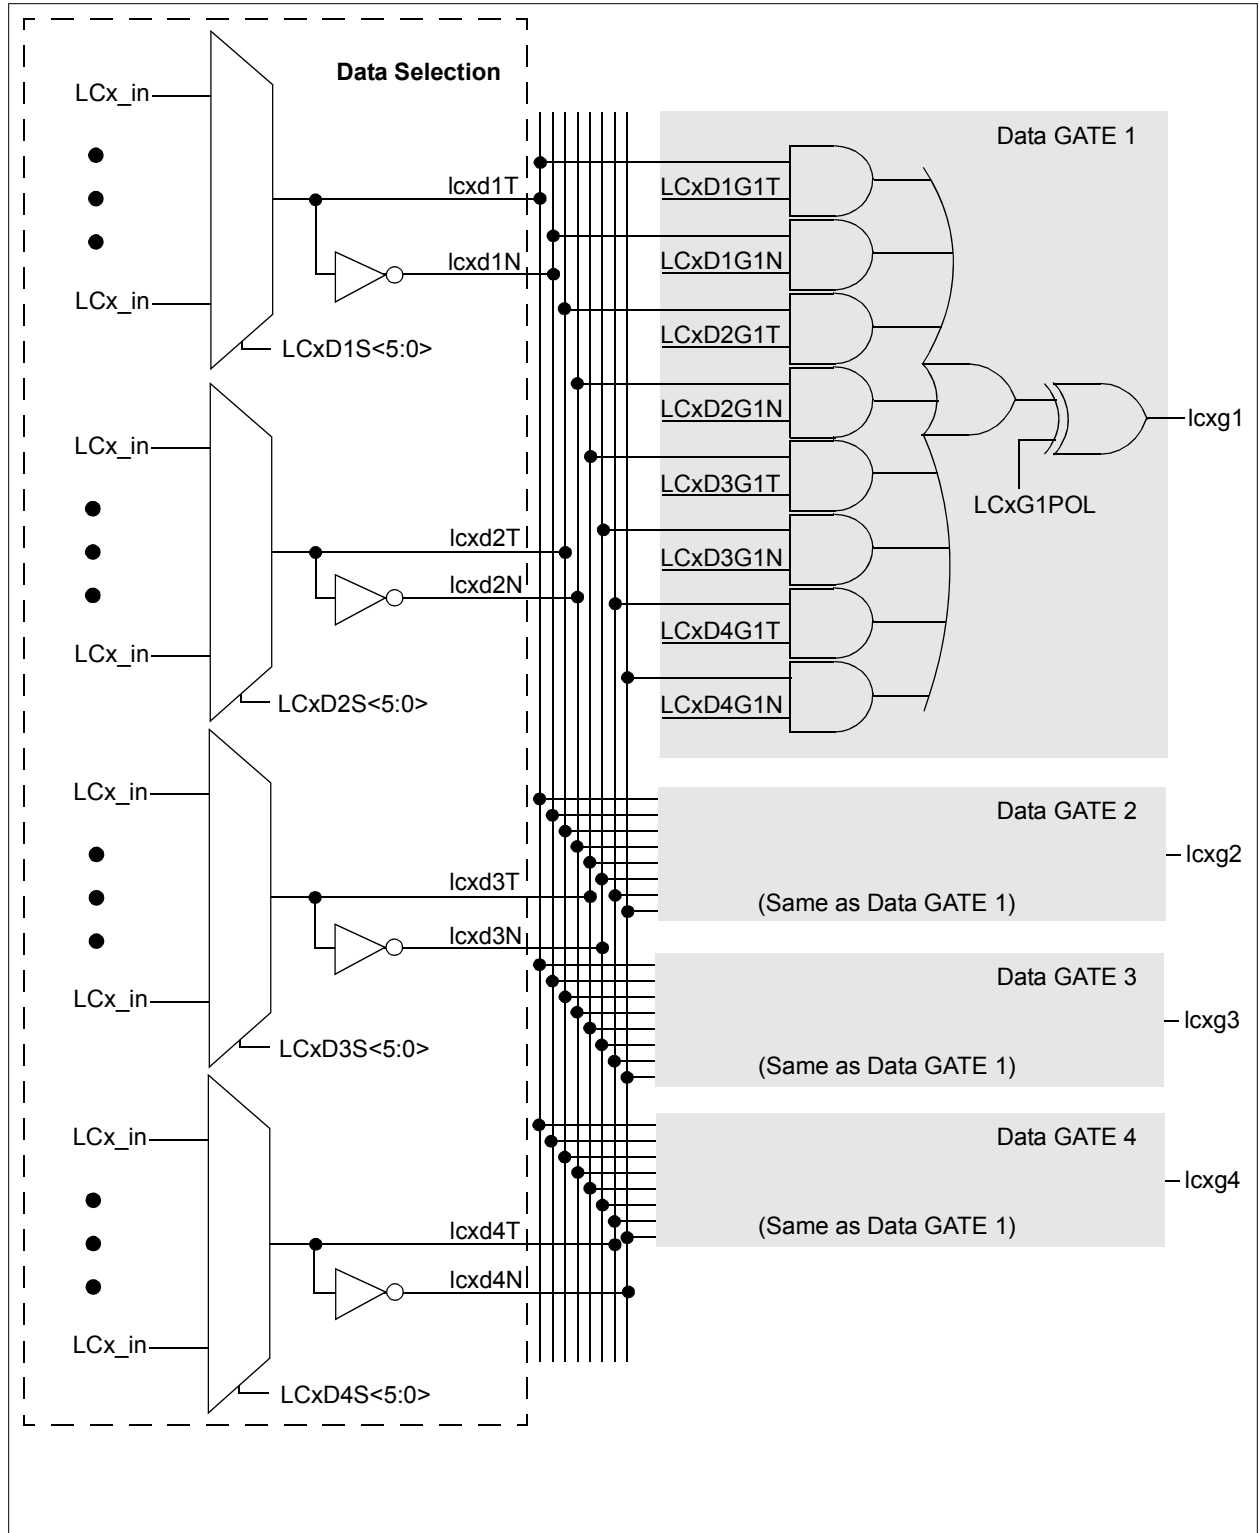 Data Selection
LCx_in
LCx_in
lcxd1T
lcxd1N
LCxD1S<5:0>
LCx_in
LCx_in
lcxd2T
lcxd2N
LCxD2S<5:0>
LCx_in
LCx_in
lcxd3T
lcxd3N
LCxD3S<5:0>
LCx_in
LCx_in
lcxd4T
lcxd4N
LCxD4S<5:0>
Data GATE 1
LCxD1G1T
LCxD1G1N
LCxD2G1T
LCxD2G1N
LCxD3G1T
LCxD3G1N
LCxD4G1T
LCxD4G1N
LCxG1POL
lcxg1
Data GATE 2
(Same as Data GATE 1)
lcxg2
Data GATE 3
(Same as Data GATE 1)
lcxg3
Data GATE 4
(Same as Data GATE 1)
lcxg4